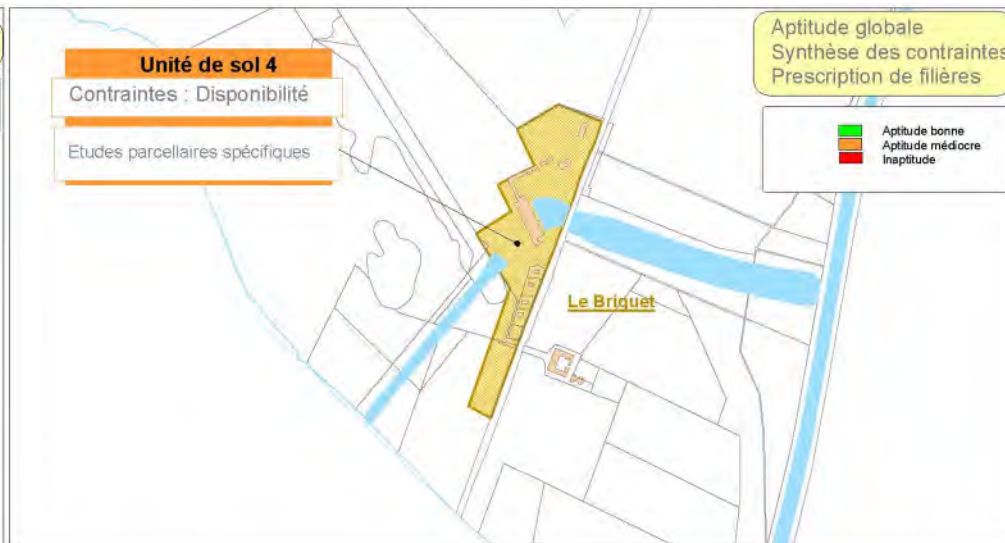 Unité de sol 4
Contraintes : Disponibilité
Etudes parcellaires spécifiques
Aptitude globale
Synthèse des contraintes
Prescription de filières
Aptitude bonne
Aptitude médiocre
Inaptitude
Le Briquet